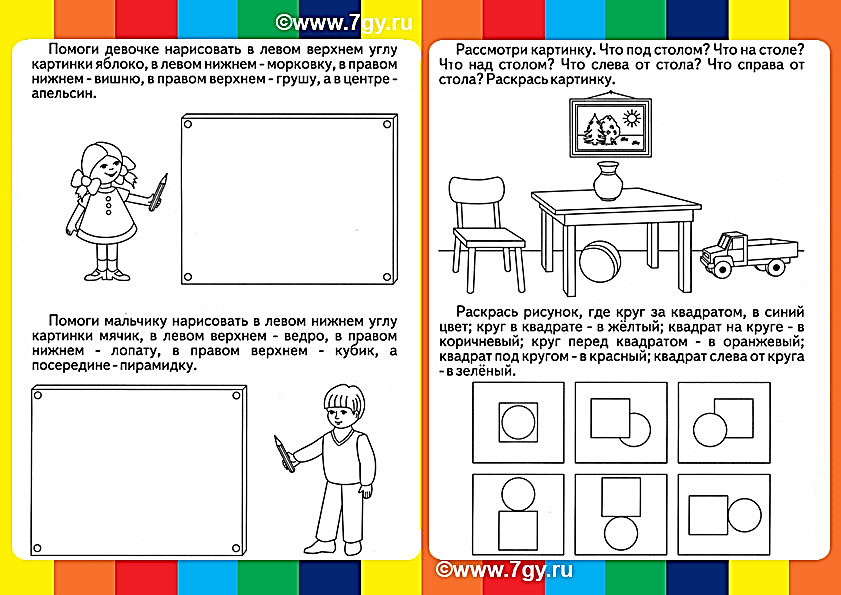 ©www.7gy.ru
Помоги девочке нарисовать в левом верхнем углу
картинки яблоко, в левом нижнем - морковку, в правом
нижнем - вишню, в правом верхнем - грушу, а в центре -
апельсин.
Помоги мальчику нарисовать в левом нижнем углу
картинки мячик, в левом верхнем - ведро, в правом
нижнем - лопату, в правом верхнем - кубик, а
посередине - пирамидку.
Рассмотри картинку. Что под столом? Что на столе?
Что над столом? Что слева от стола? Что справа от
стола? Раскрась картинку.
Раскрась рисунок, где круг за квадратом, в синий
цвет; круг в квадрате - в жёлтый; квадрат на круге - в
коричневый; круг перед квадратом - в оранжевый;
квадрат под кругом - в красный; квадрат слева от круга
- в зелёный.
©www.7gy.ru